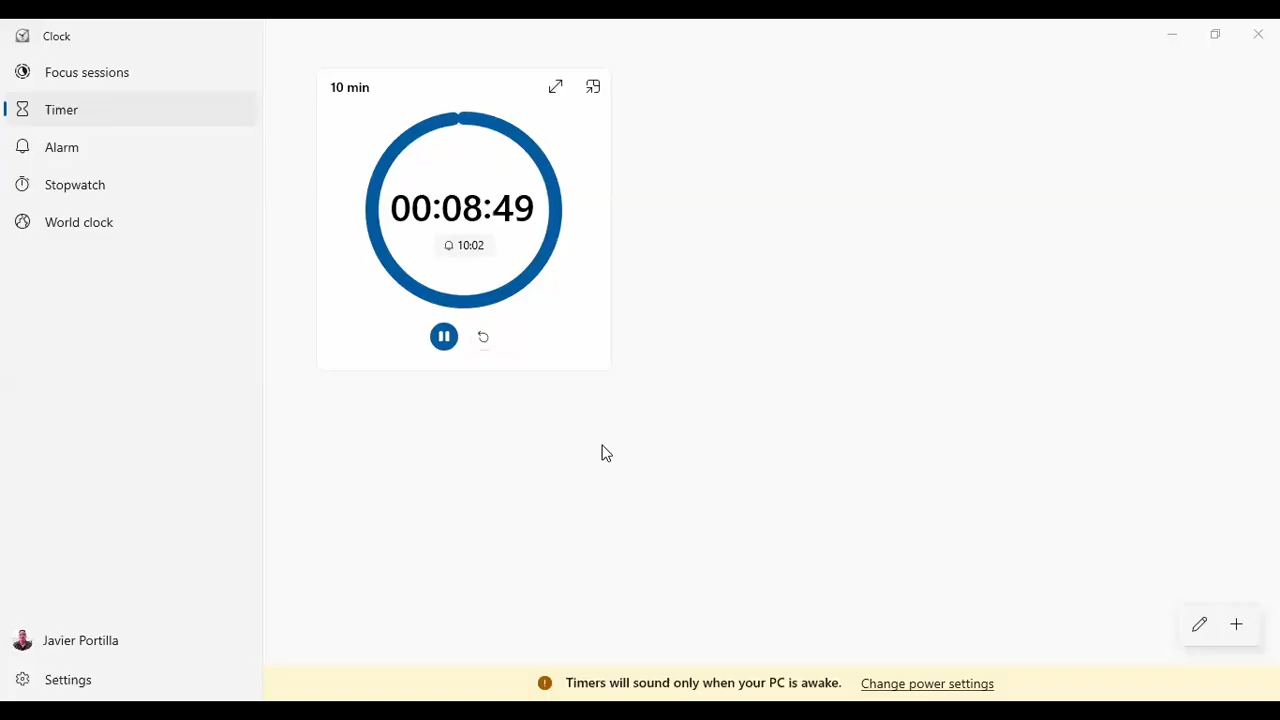 Clock
Focus sessions
Timer
Alarm
Stopwatch
World clock
10 min
00:08:49
10:02
Javier Portilla
Settings
Timers will sound only when your PC is awake. Change power settings